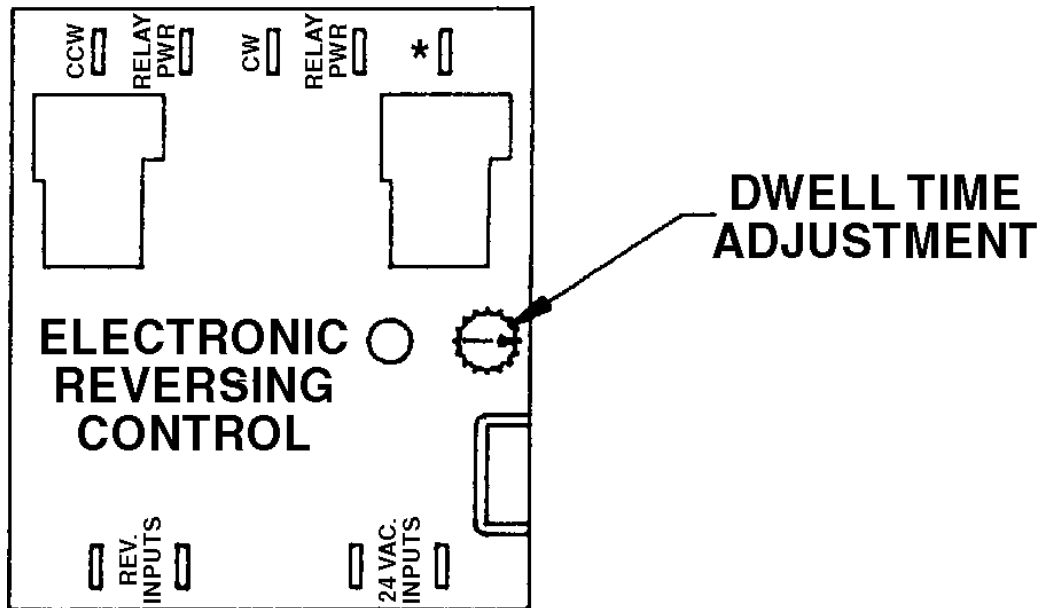 CCW
RELAY
PWR
CW
RELAY
PWR
*
DWELL TIME
ADJUSTMENT
ELECTRONIC
REVERSING
CONTROL
REV.
INPUTS
24 VAC.
INPUTS